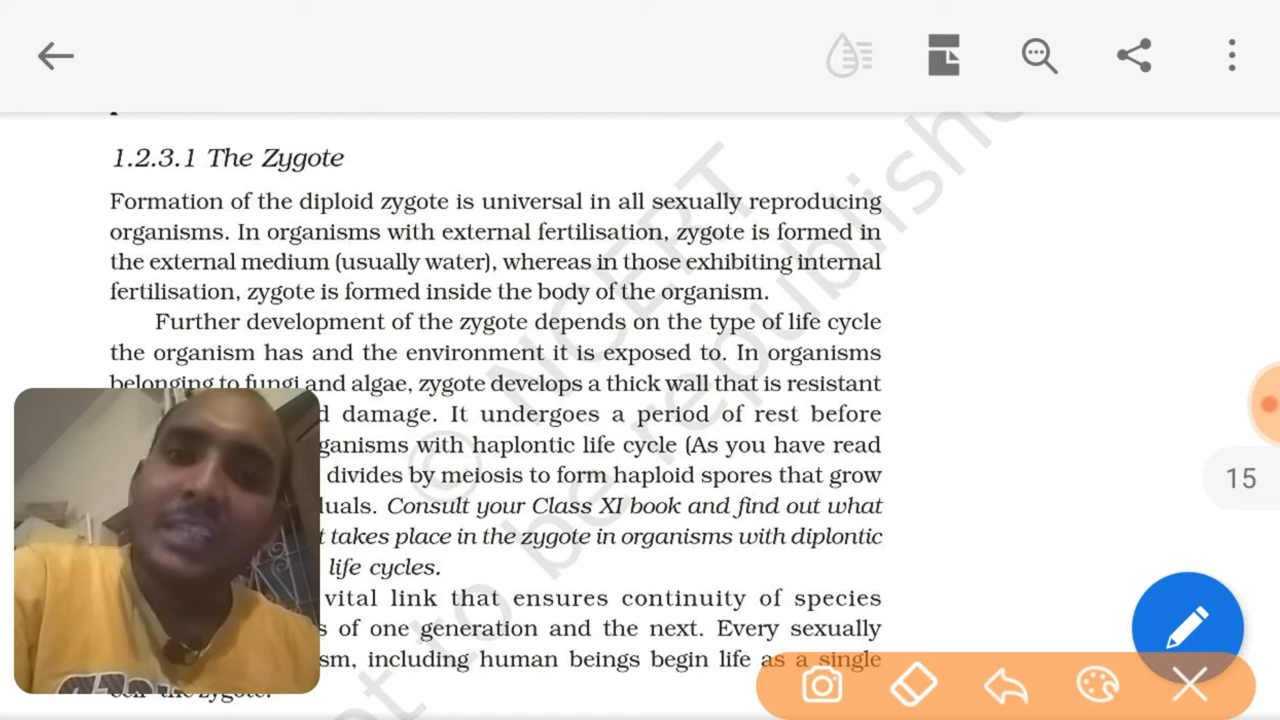 1.2.3.1 The Zygote
Formation of the diploid zygote is universal in all sexually reproducing
organisms. In organisms with external fertilisation, zygote is formed in
the external medium (usually water), whereas in those exhibiting internal
fertilisation, zygote is formed inside the body of the organism.
Further development of the zygote depends on the type of life cycle
the organism has and the environment it is exposed to. In organisms
belonging to fungi and algae, zygote develops a thick wall that is resistant
damage. It undergoes a period of rest before
organisms with haplontic life cycle (As you have read
divides by meiosis to form haploid spores that grow
Consult your Class XI book and find out what
takes place in the zygote in organisms with diplontic
life cycles.
vital link that ensures continuity of species
of one generation and the next. Every sexually
including human beings begin life as a single
the zygote.
© NCERT
to be republished
15